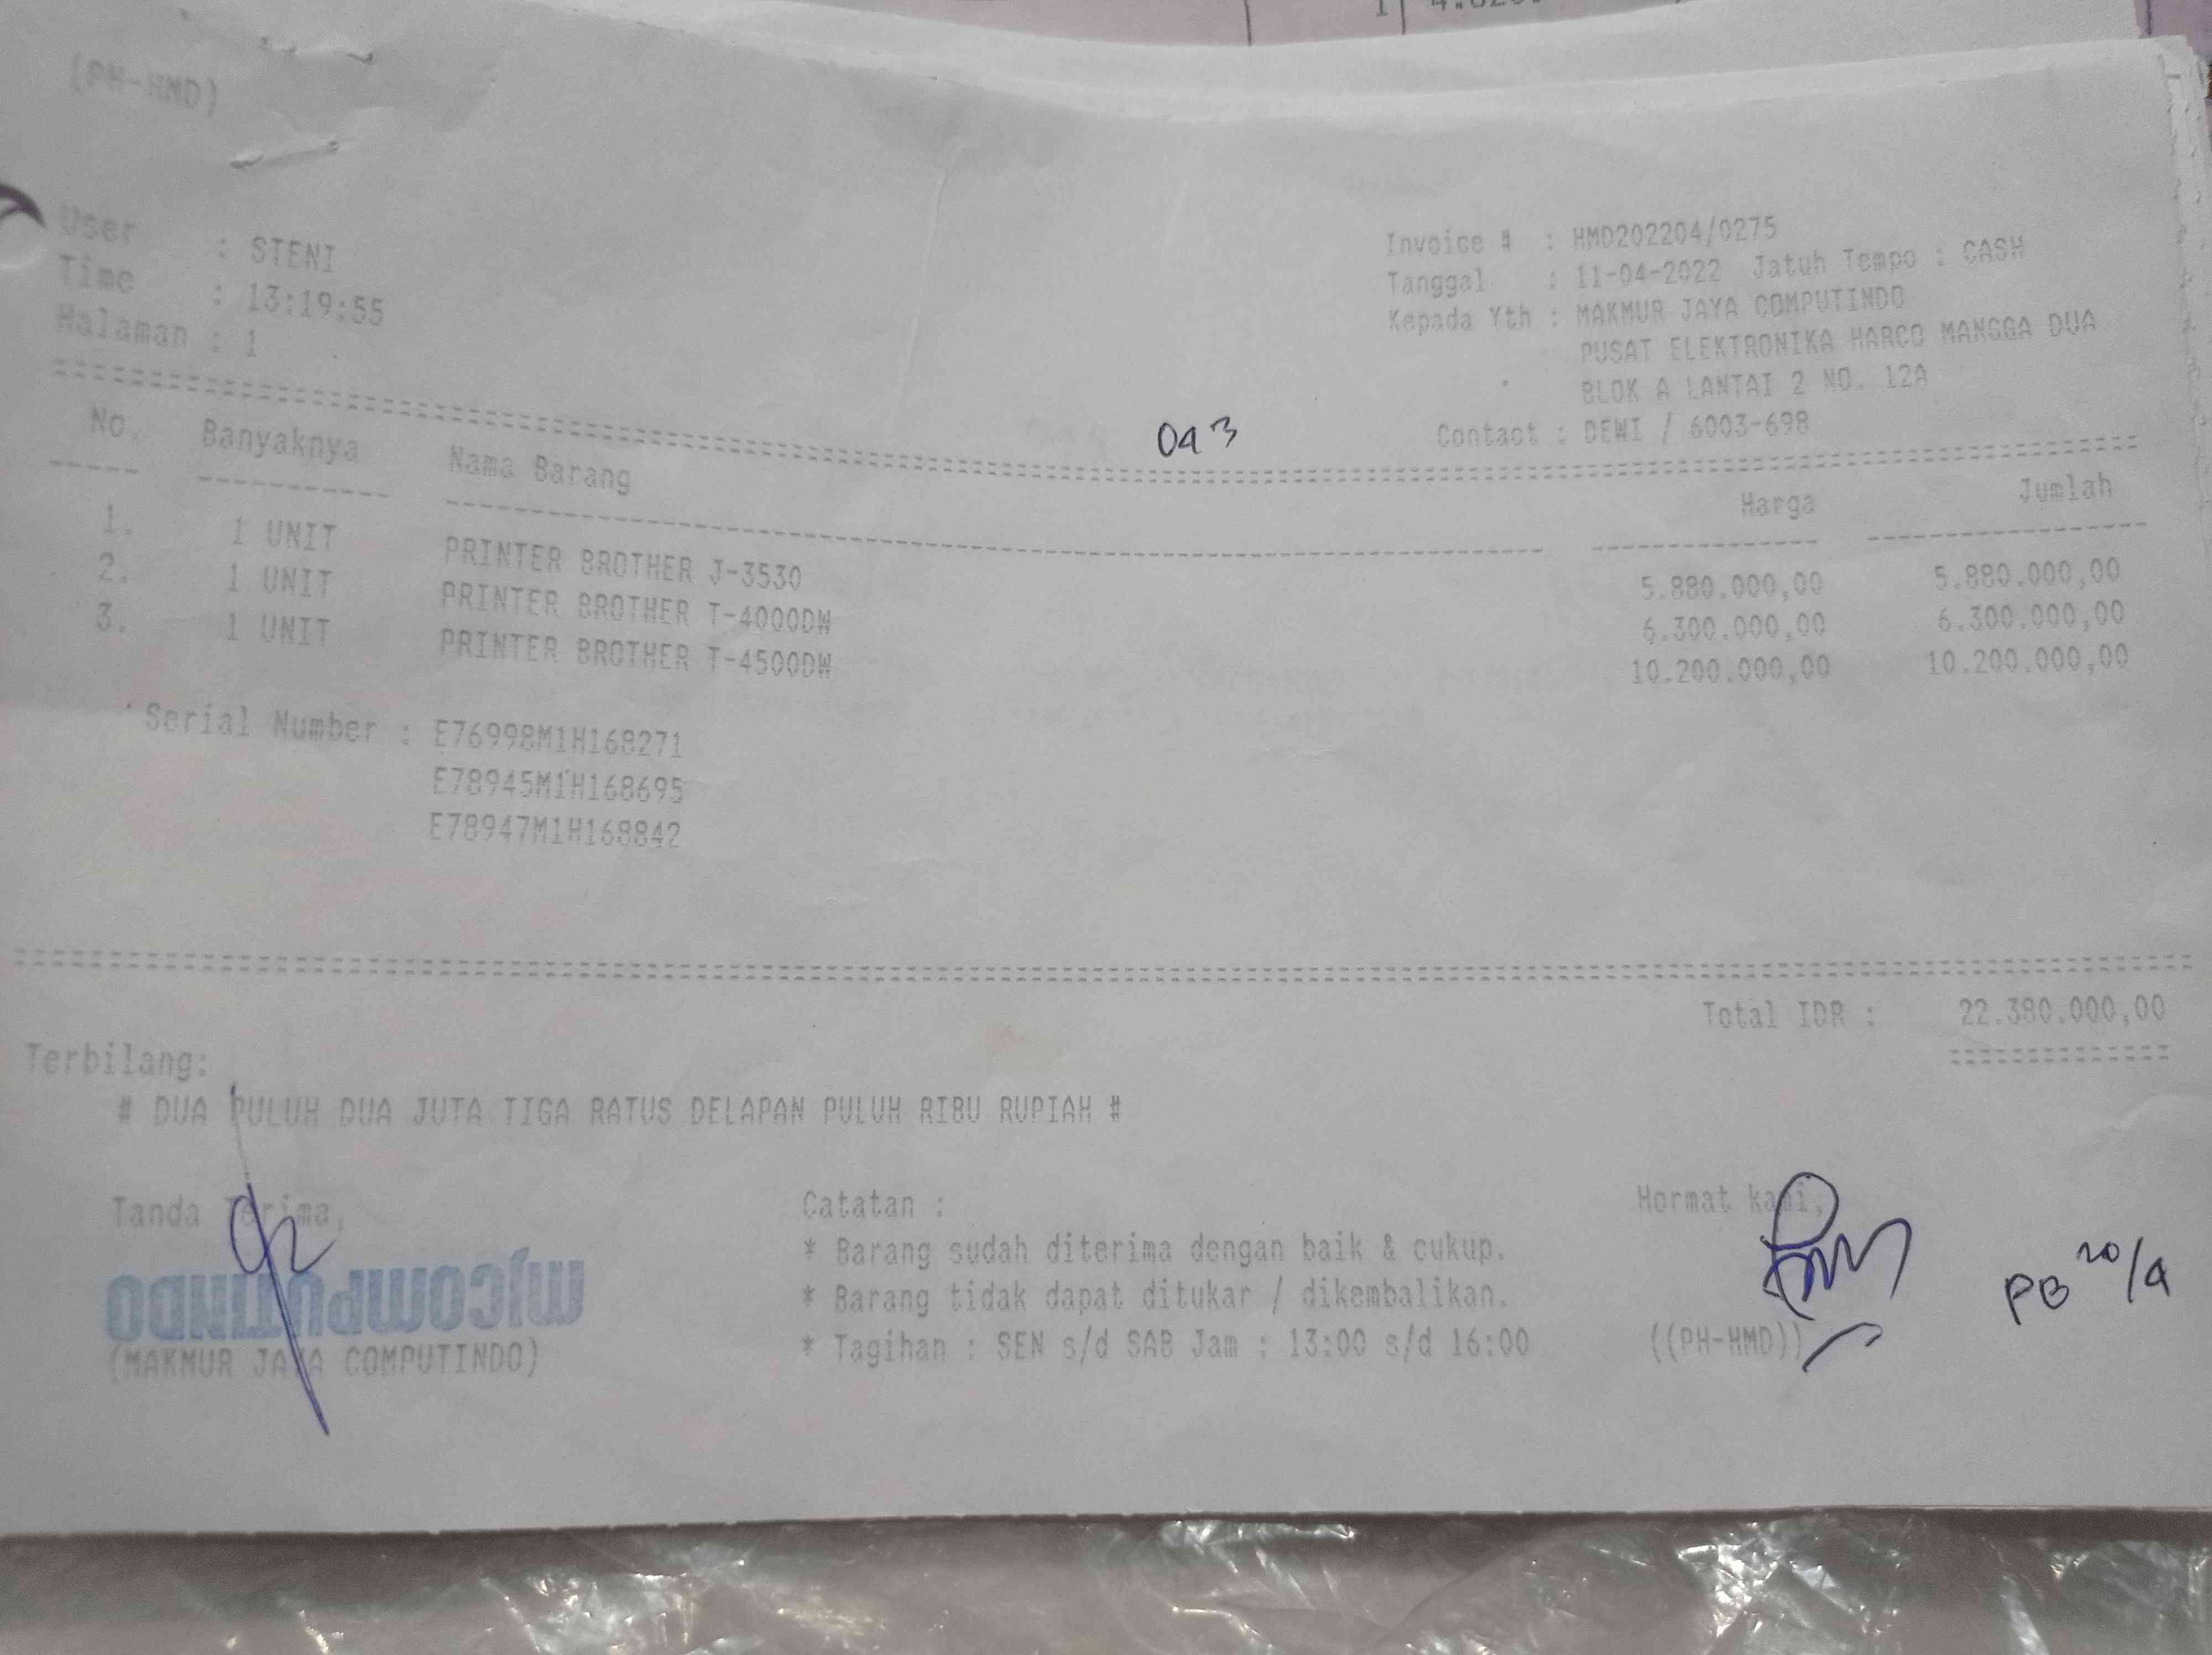 (PH-HMD)
User : STENI
Time : 13:19:55
Halaman : 1
Invoice # : HMD202204/0275
Tanggal : 11-04-2022 Jatuh Tempo : CASH
Kepada Yth : MAKMUR JAYA COMPUTINDO
PUSAT ELEKTRONIKA HARCO MANGGA DUA
BLOK A LANTAI 2 NO. 12A
Contact : DEWI / 6003-698
No. Banyaknya Nama Barang Harga Jumlah
1. 1 UNIT PRINTER BROTHER J-3530 5.880.000,00 5.880.000,00
2. 1 UNIT PRINTER BROTHER T-4000DW 6.300.000,00 6.300.000,00
3. 1 UNIT PRINTER BROTHER T-4500DW 10.200.000,00 10.200.000,00
Serial Number : E76998M1H168271
E78945M1H168695
E78947M1H168842
Total IDR : 22.380.000,00
Terbilang:
# DUA PULUH DUA JUTA TIGA RATUS DELAPAN PULUH RIBU RUPIAH #
Tanda Terima,
mjcomputindo
(MAKMUR JAYA COMPUTINDO)
Catatan :
* Barang sudah diterima dengan baik & cukup.
* Barang tidak dapat ditukar / dikembalikan.
* Tagihan : SEN s/d SAB Jam : 13:00 s/d 16:00
Hormat kami,
((PH-HMD))
PB 20/4